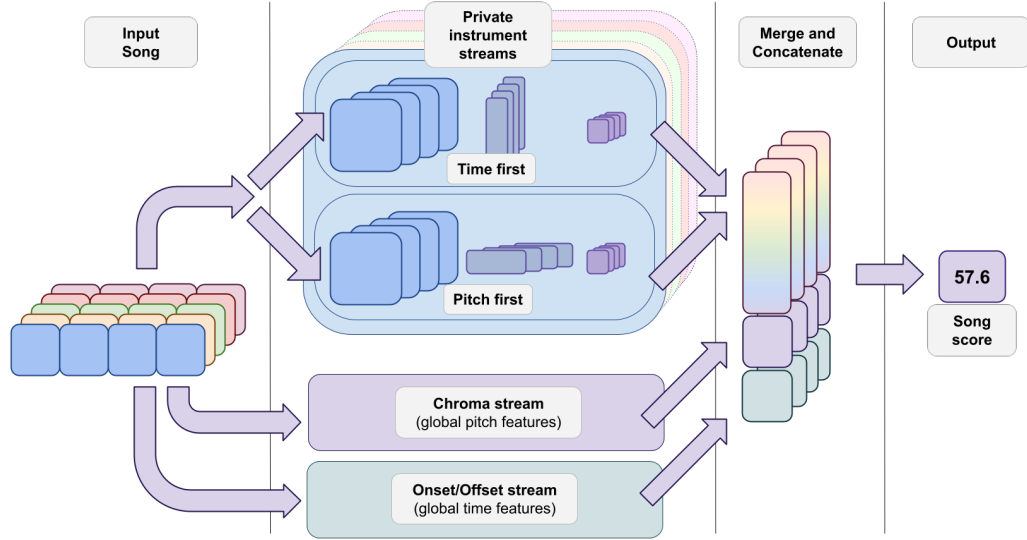 Input
Song
Private
instrument
streams
Merge and
Concatenate
Output
Time first
Pitch first
57.6
Song
score
Chroma stream
(global pitch features)
Onset/Offset stream
(global time features)